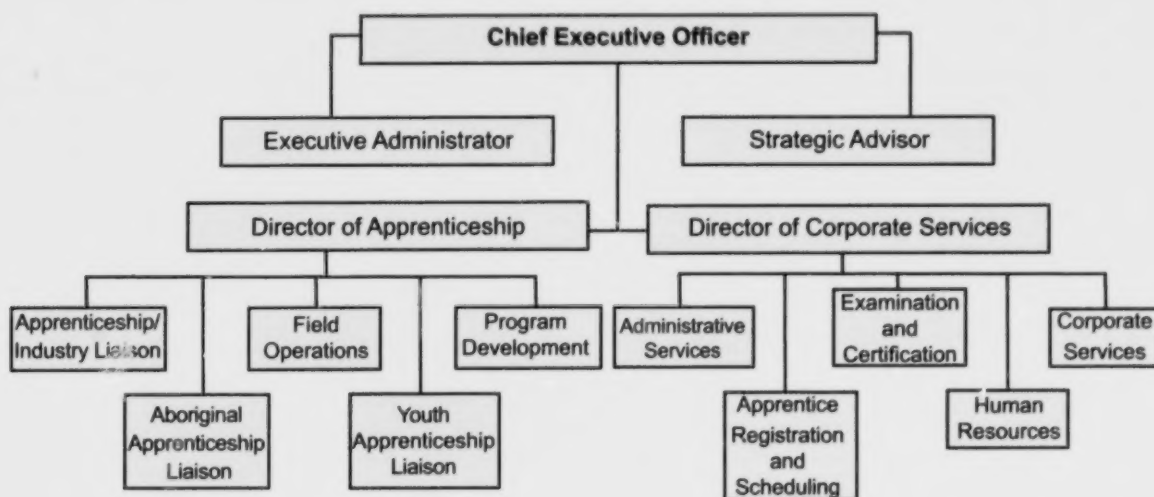 Chief Executive Officer
Executive Administrator
Strategic Advisor
Director of Apprenticeship
Director of Corporate Services
Apprenticeship/
Industry Liaison
Field
Operations
Program
Development
Administrative
Services
Examination
and
Certification
Corporate
Services
Aboriginal
Apprenticeship
Liaison
Youth
Apprenticeship
Liaison
Apprentice
Registration
and
Scheduling
Human
Resources